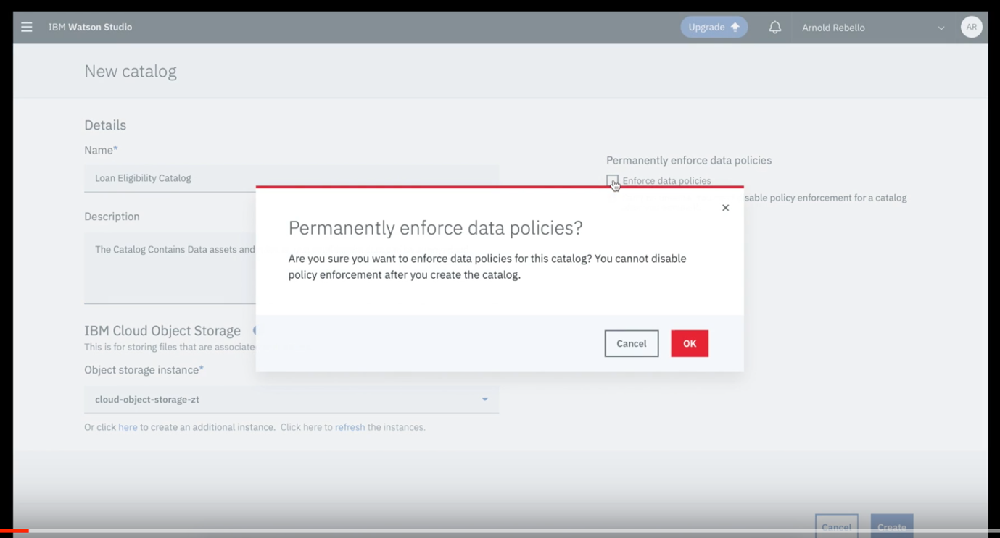 IBM Watson Studio
Upgrade
Arnold Rebello
AR
New catalog
Details
Name*
Loan Eligibility Catalog
Permanently enforce data policies
Enforce data policies
sable policy enforcement for a catalog
Description
The Catalog Contains Data assets and
Permanently enforce data policies?
Are you sure you want to enforce data policies for this catalog? You cannot disable
policy enforcement after you create the catalog.
Cancel
OK
IBM Cloud Object Storage
This is for storing files that are associate
Object storage instance*
cloud-object-storage-zt
Or click here to create an additional instance. Click here to refresh the instances.
Cancel
Create